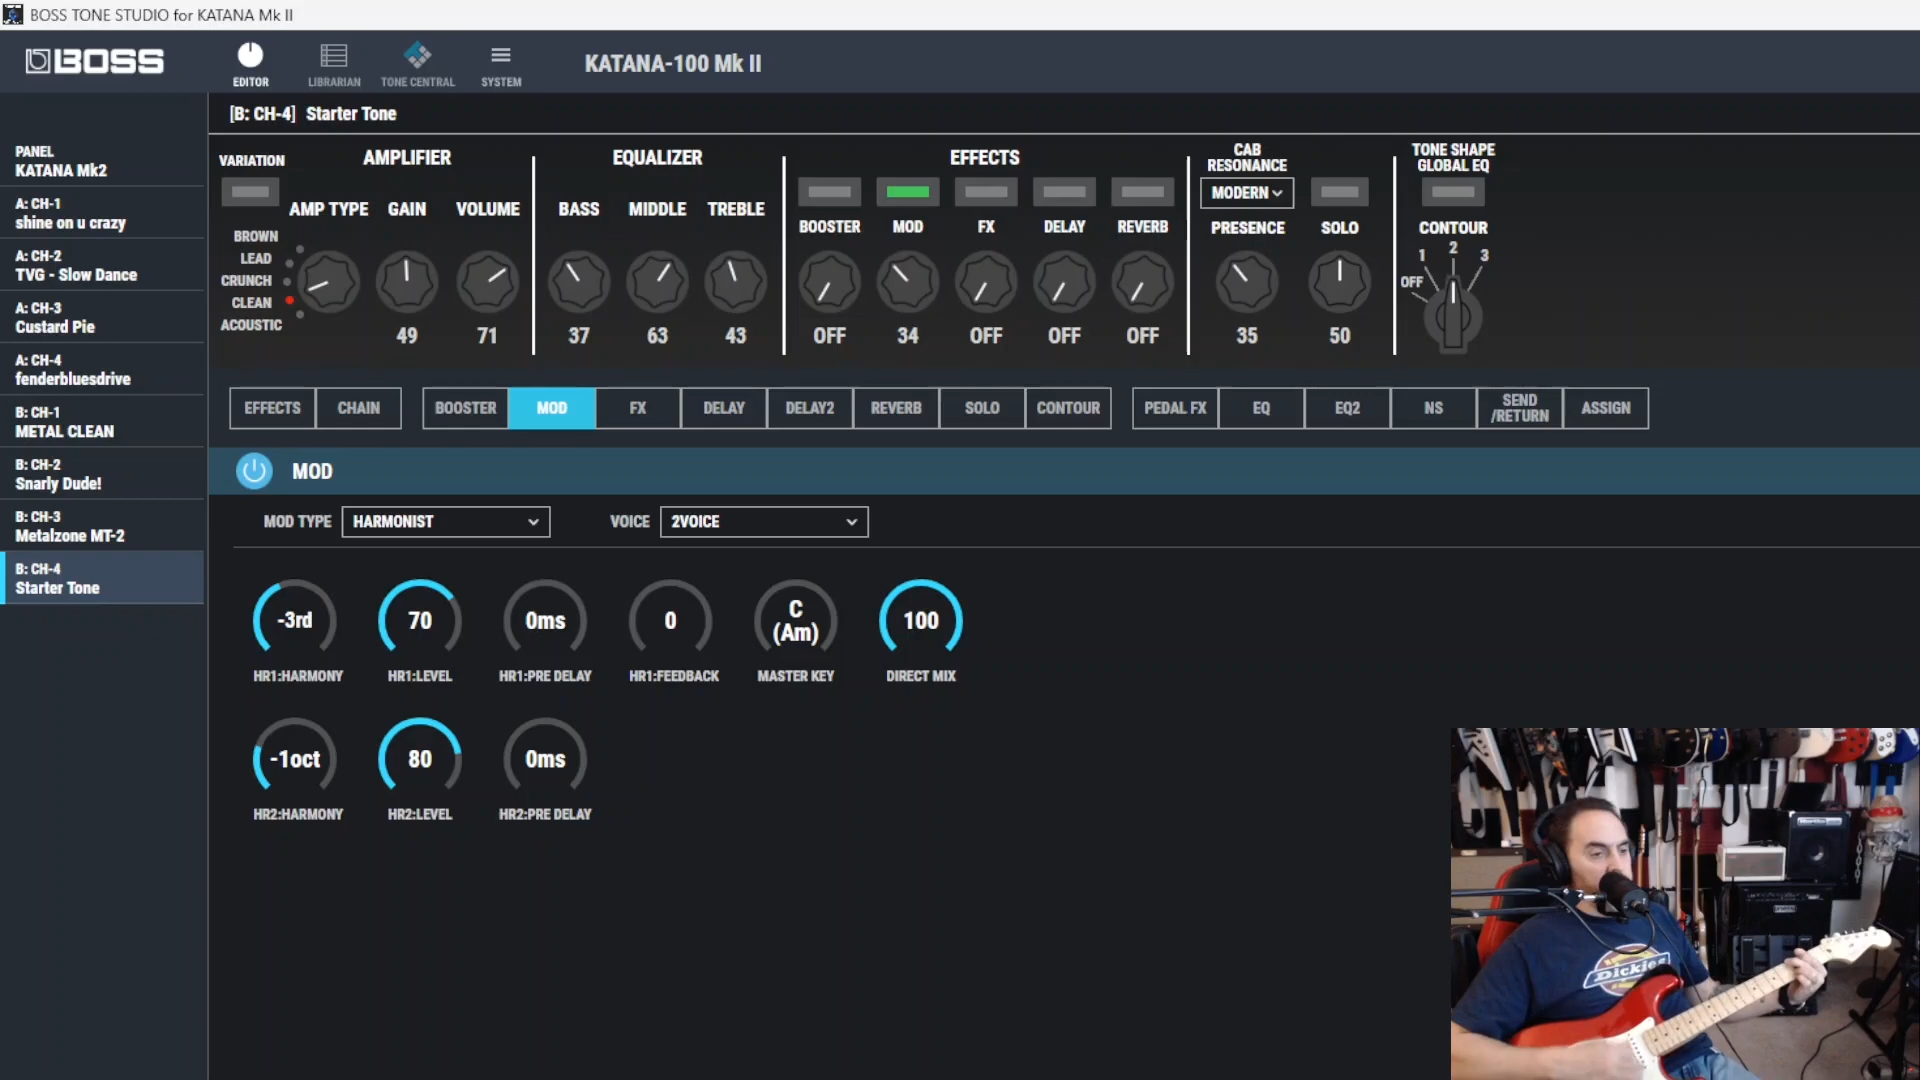 BOSS TONE STUDIO for KATANA Mk II
BOSS
EDITOR
LIBRARIAN
TONE CENTRAL
SYSTEM
KATANA-100 Mk II
[B: CH-4] Starter Tone
PANEL
KATANA Mk2
A: CH-1
shine on u crazy
A: CH-2
TVG - Slow Dance
A: CH-3
Custard Pie
A: CH-4
fenderbluesdrive
B: CH-1
METAL CLEAN
B: CH-2
Snarly Dude!
B: CH-3
Metalzone MT-2
B: CH-4
Starter Tone
VARIATION
AMPLIFIER
AMP TYPE GAIN VOLUME
BROWN
LEAD
CRUNCH
CLEAN
ACOUSTIC
49 71
EQUALIZER
BASS MIDDLE TREBLE
37 63 43
EFFECTS
BOOSTER MOD FX DELAY REVERB
OFF 34 OFF OFF OFF
CAB
RESONANCE
MODERN
PRESENCE SOLO
35 50
TONE SHAPE
GLOBAL EQ
CONTOUR
OFF 1 2 3
EFFECTS CHAIN BOOSTER MOD FX DELAY DELAY2 REVERB SOLO CONTOUR PEDAL FX EQ EQ2 NS SEND
/RETURN ASSIGN
MOD
MOD TYPE HARMONIST VOICE 2VOICE
-3rd 70 0ms 0 C
(Am) 100
HR1:HARMONY HR1:LEVEL HR1:PRE DELAY HR1:FEEDBACK MASTER KEY DIRECT MIX
-1oct 80 0ms
HR2:HARMONY HR2:LEVEL HR2:PRE DELAY
Dickies